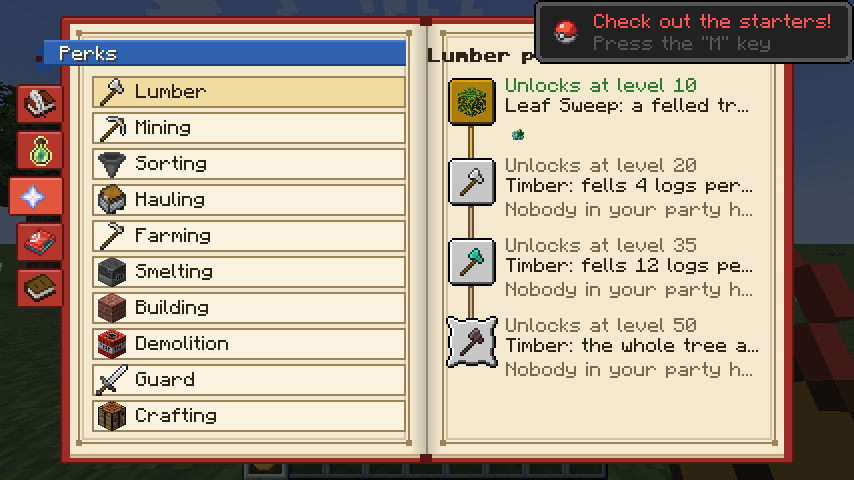 Check out the starters!
Press the "M" key
Perks
Lumber p
Lumber
Mining
Sorting
Hauling
Farming
Smelting
Building
Demolition
Guard
Crafting
Unlocks at level 10
Leaf Sweep: a felled tr...
Unlocks at level 20
Timber: fells 4 logs per...
Nobody in your party h...
Unlocks at level 35
Timber: fells 12 logs pe...
Nobody in your party h...
Unlocks at level 50
Timber: the whole tree a...
Nobody in your party h...